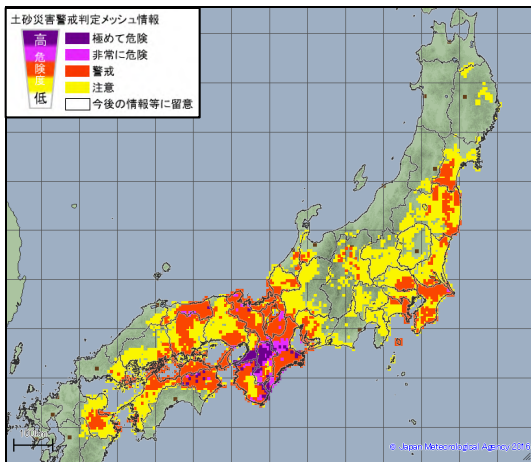 土砂災害警戒判定メッシュ情報
高
危険度
低
極めて危険
非常に危険
警戒
注意
今後の情報等に留意
100km
© Japan Meteorological Agency 2016